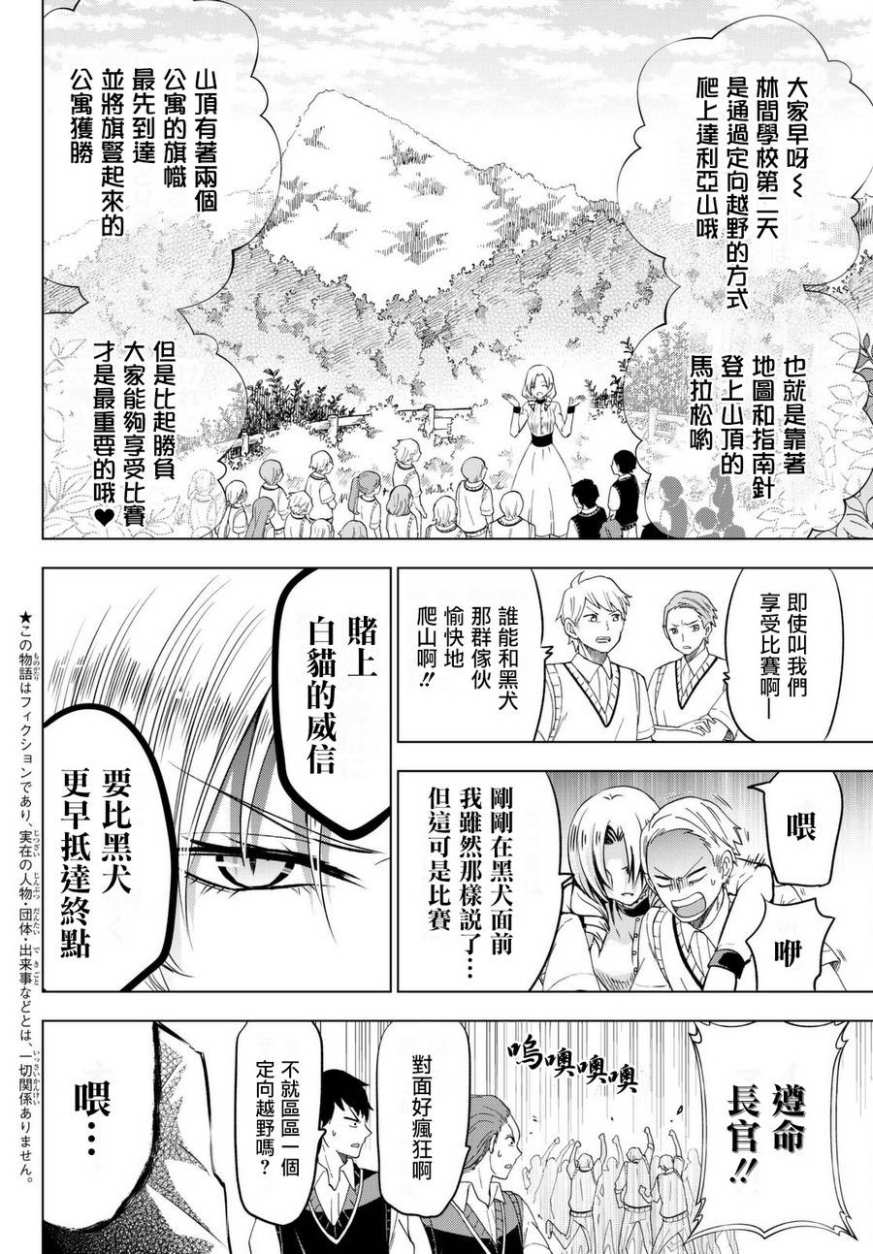 大家早呀~
林間學校第二天
是通過定向越野的方式
爬上達利亞山哦
也就是靠著
地圖和指南針
登上山頂的
馬拉松喲
山頂有著兩個
公寓的旗幟
最先到達
並將旗豎起來的
公寓獲勝
但是比起勝負
大家能夠享受比賽
才是最重要的哦♥
即使叫我們
享受比賽啊—
誰能和黑犬
那群傢伙
愉快地
爬山啊!!
喂
咿
剛剛在黑犬面前
我雖然那樣説了…
但這可是比賽
賭上
白貓的威信
要比黑犬
更早抵達終點
遵命
長官!!
嗚噢噢噢
對面好瘋狂啊
不就區區一個
定向越野嗎?
喂…
★この物語はフィクションであり、実在の人物・団体・出来事などとは、一切関係ありません。